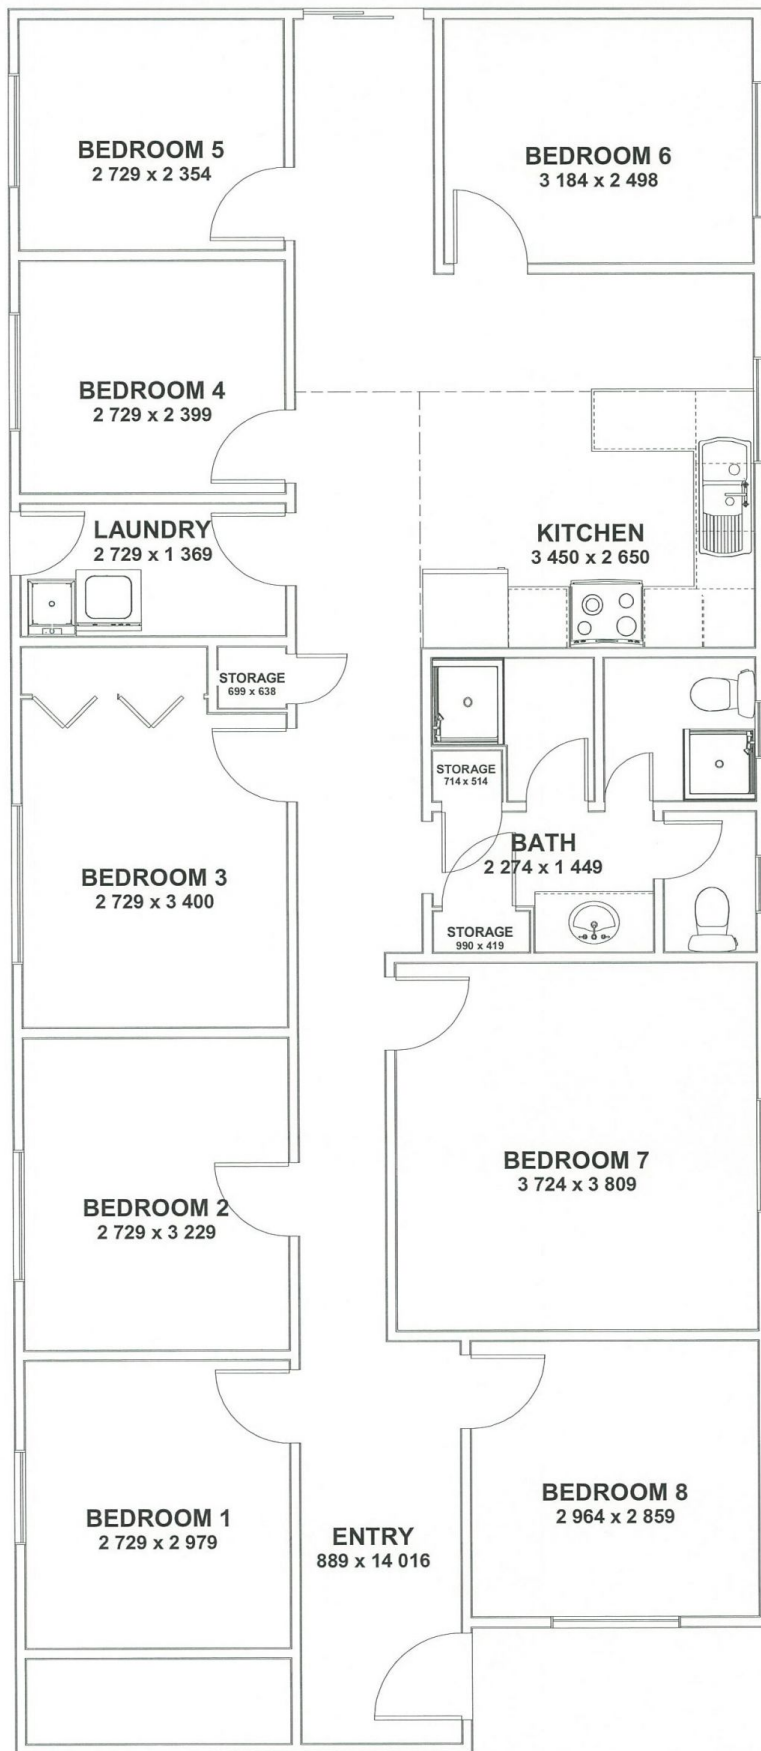 BEDROOM 5
2 729 x 2 354
BEDROOM 6
3 184 x 2 498
BEDROOM 4
2 729 x 2 399
LAUNDRY
2 729 x 1 369
KITCHEN
3 450 x 2 650
STORAGE
699 x 638
STORAGE
714 x 514
BATH
2 274 x 1 449
BEDROOM 3
2 729 x 3 400
STORAGE
990 x 419
BEDROOM 7
3 724 x 3 809
BEDROOM 2
2 729 x 3 229
BEDROOM 8
2 964 x 2 859
BEDROOM 1
2 729 x 2 979
ENTRY
889 x 14 016